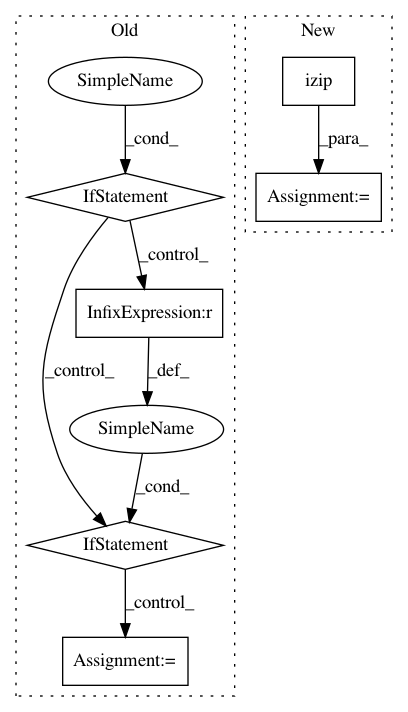 Old
SimpleName
_cond_
IfStatement
_control_
InfixExpression:r
_control_
_def_
SimpleName
_cond_
IfStatement
_control_
Assignment:=
New
izip
_para_
Assignment:=